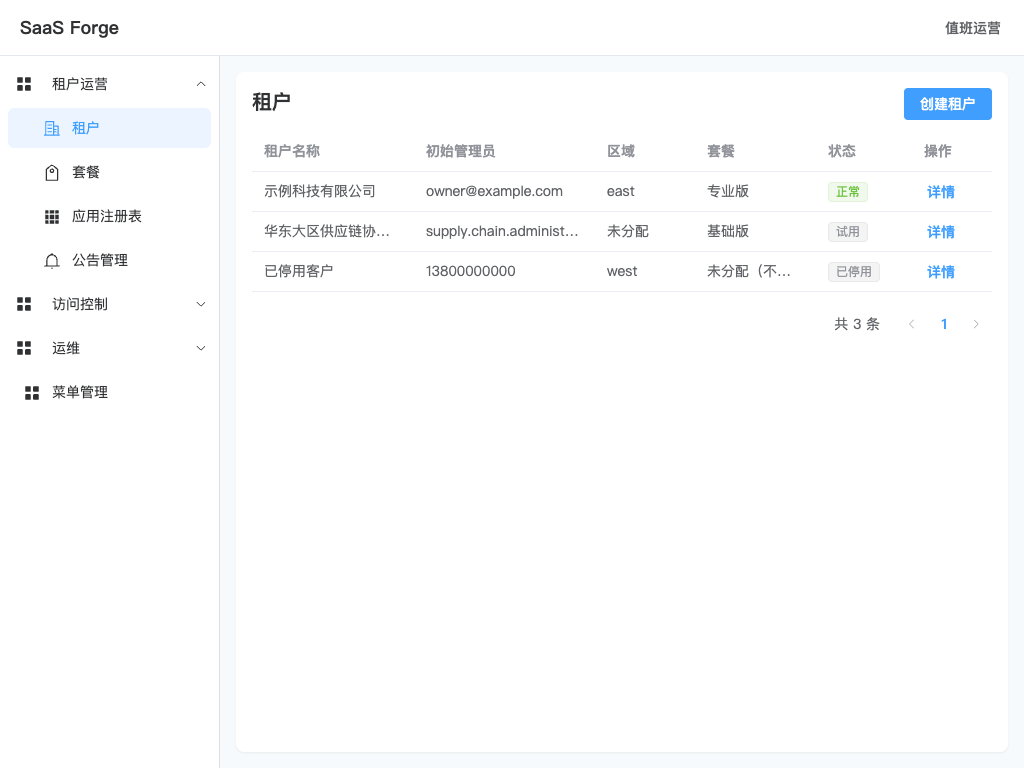 SaaS Forge
值班运营
租户运营
租户
套餐
应用注册表
公告管理
访问控制
运维
菜单管理
租户
创建租户
租户名称 初始管理员 区域 套餐 状态 操作
示例科技有限公司 owner@example.com east 专业版 正常 详情
华东大区供应链协... supply.chain.administ... 未分配 基础版 试用 详情
已停用客户 13800000000 west 未分配（不... 已停用 详情
共 3 条 1